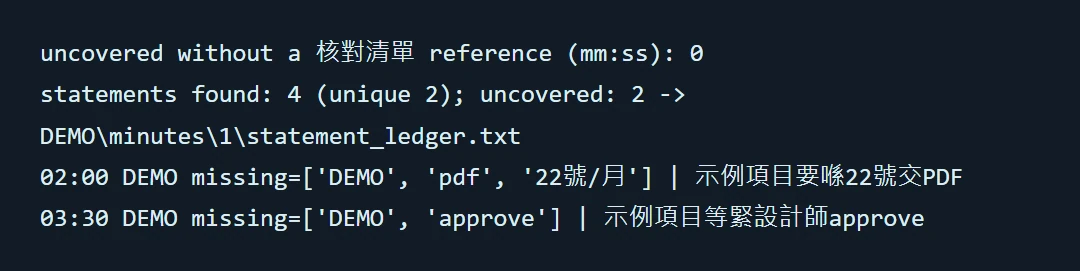 uncovered without a 核對清單 reference (mm:ss): 0
statements found: 4 (unique 2); uncovered: 2 ->
DEMO\minutes\1\statement_ledger.txt
02:00 DEMO missing=['DEMO', 'pdf', '22號/月'] | 示例項目要喺22號交PDF
03:30 DEMO missing=['DEMO', 'approve'] | 示例項目等緊設計師approve